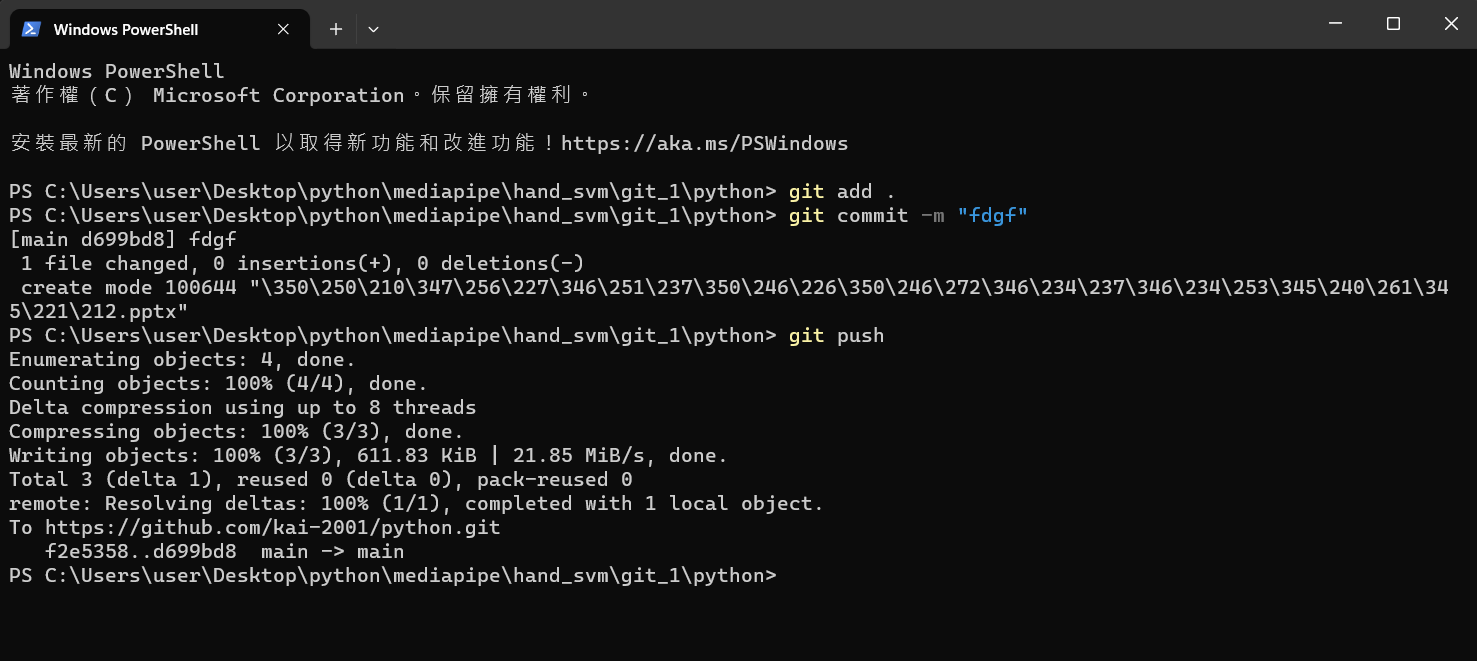 Windows PowerShell
Windows PowerShell
著作權（C） Microsoft Corporation。保留擁有權利。
安裝最新的 PowerShell 以取得新功能和改進功能！https://aka.ms/PSWindows
PS C:\Users\user\Desktop\python\mediapipe\hand_svm\git_1\python> git add .
PS C:\Users\user\Desktop\python\mediapipe\hand_svm\git_1\python> git commit -m "fdgf"
[main d699bd8] fdgf
 1 file changed, 0 insertions(+), 0 deletions(-)
 create mode 100644 "\350\250\210\347\256\227\346\251\237\350\246\226\350\246\272\346\234\237\346\234\253\345\240\261\34
5\221\212.pptx"
PS C:\Users\user\Desktop\python\mediapipe\hand_svm\git_1\python> git push
Enumerating objects: 4, done.
Counting objects: 100% (4/4), done.
Delta compression using up to 8 threads
Compressing objects: 100% (3/3), done.
Writing objects: 100% (3/3), 611.83 KiB | 21.85 MiB/s, done.
Total 3 (delta 1), reused 0 (delta 0), pack-reused 0
remote: Resolving deltas: 100% (1/1), completed with 1 local object.
To https://github.com/kai-2001/python.git
   f2e5358..d699bd8  main -> main
PS C:\Users\user\Desktop\python\mediapipe\hand_svm\git_1\python>